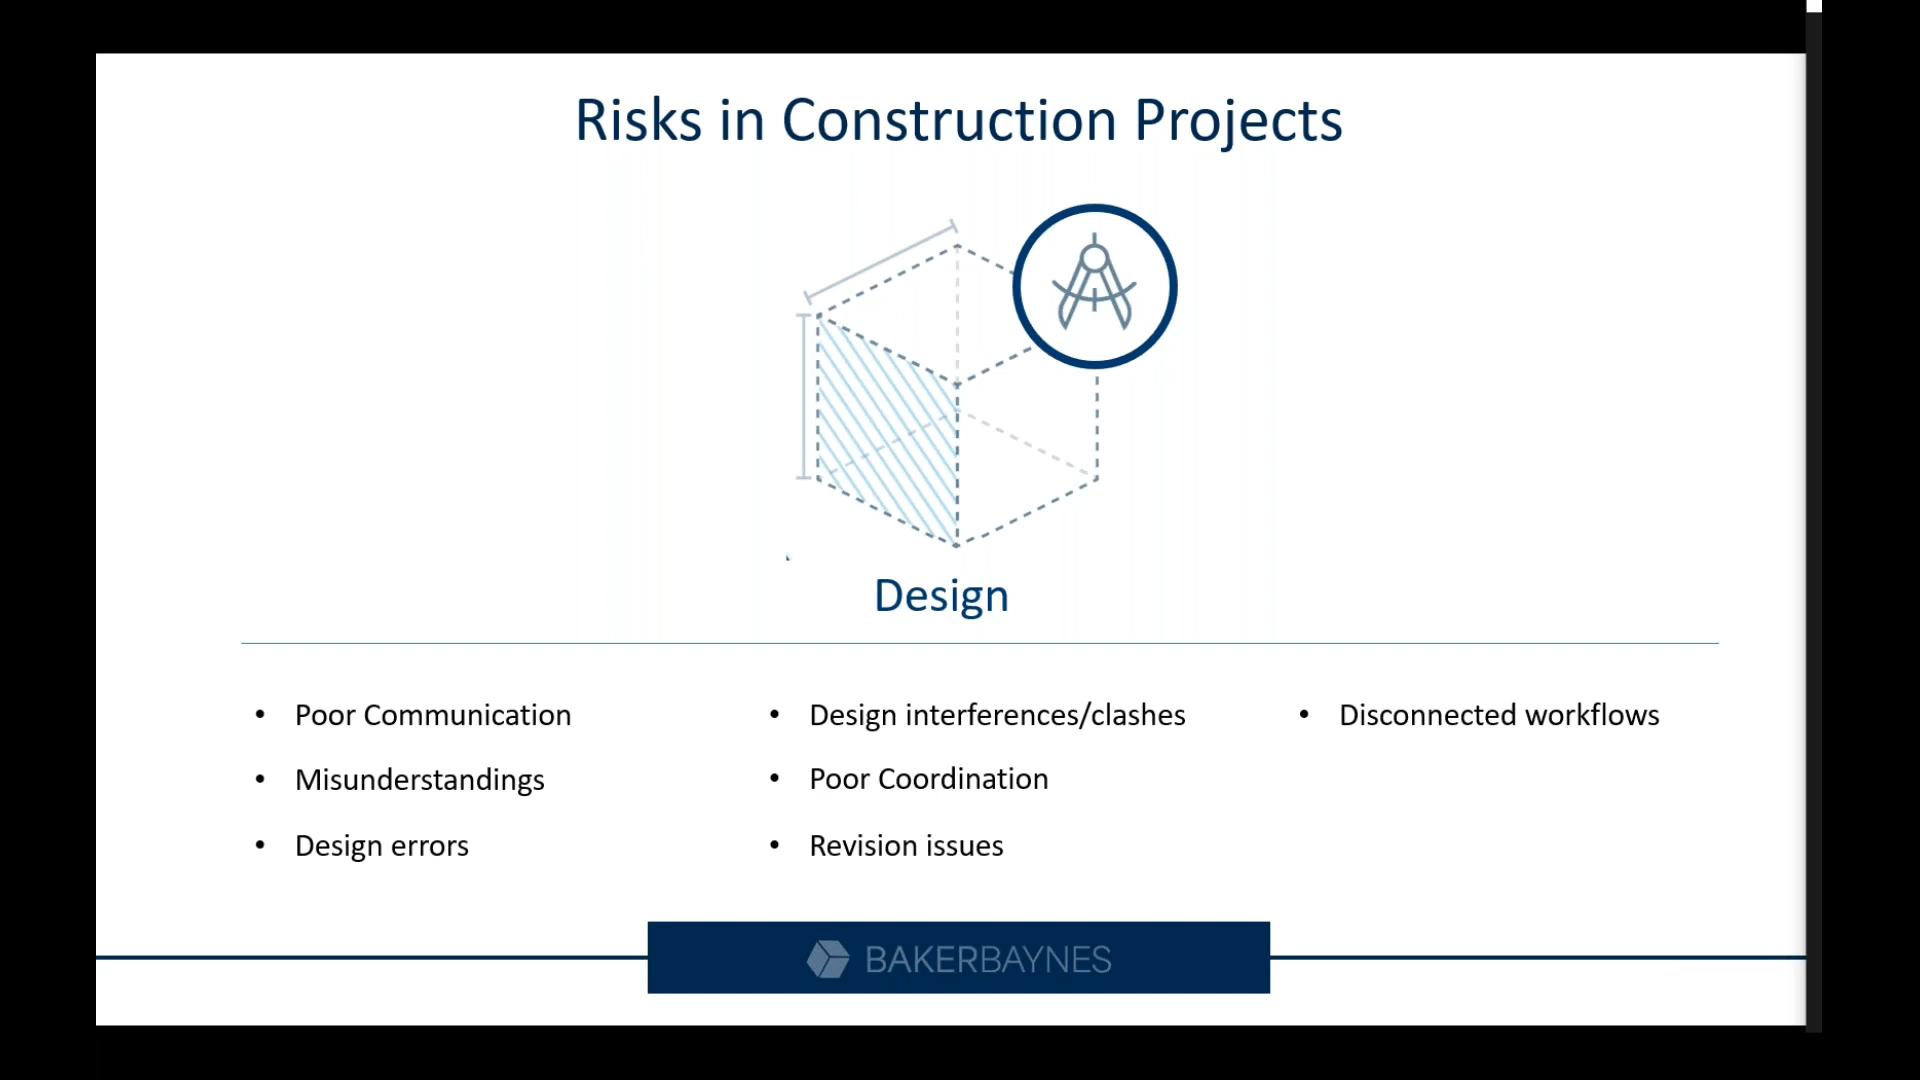 Risks in Construction Projects
Design
• Poor Communication
• Misunderstandings
• Design errors
• Design interferences/clashes
• Poor Coordination
• Revision issues
• Disconnected workflows
BAKERBAYNES